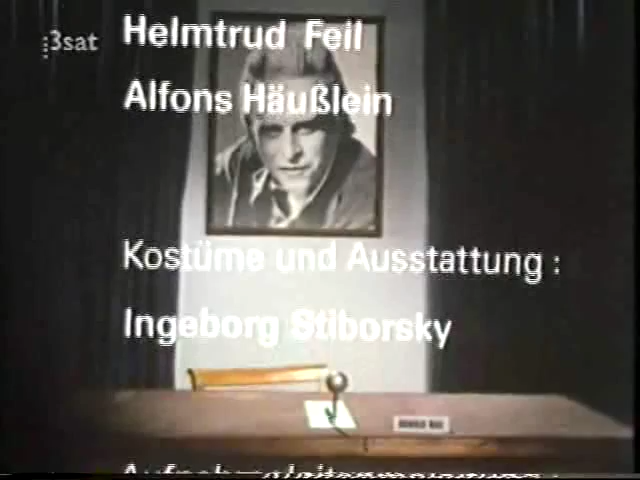 3sat
Helmtrud Feil
Alfons Häußlein
Kostüme und Ausstattung :
Ingeborg Stiborsky